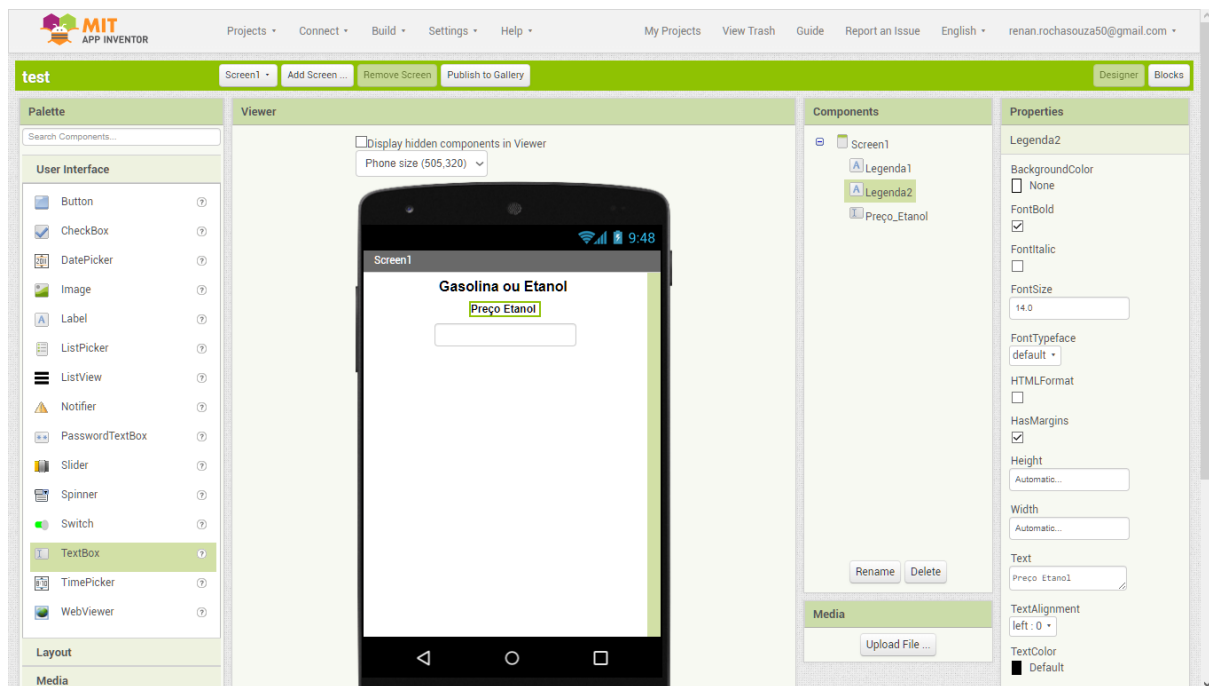 MIT
APP INVENTOR
Projects Connect Build Settings Help My Projects View Trash Guide Report an Issue English renan.rochasouza50@gmail.com
test Screen1 Add Screen ... Remove Screen Publish to Gallery Designer Blocks
Palette
Search Components...
User Interface
Button
CheckBox
DatePicker
Image
Label
ListPicker
ListView
Notifier
PasswordTextBox
Slider
Spinner
Switch
TextBox
TimePicker
WebViewer
Layout
Media
Viewer
Display hidden components in Viewer
Phone size (505,320)
9:48
Screen1
Gasolina ou Etanol
Preço Etanol
Components
Screen1
Legenda1
Legenda2
Preço_Etanol
Rename Delete
Media
Upload File ...
Properties
Legenda2
BackgroundColor
None
FontBold
FontItalic
FontSize
14.0
FontTypeface
default
HTMLFormat
HasMargins
Height
Automatic...
Width
Automatic...
Text
Preço Etanol
TextAlignment
left : 0
TextColor
Default